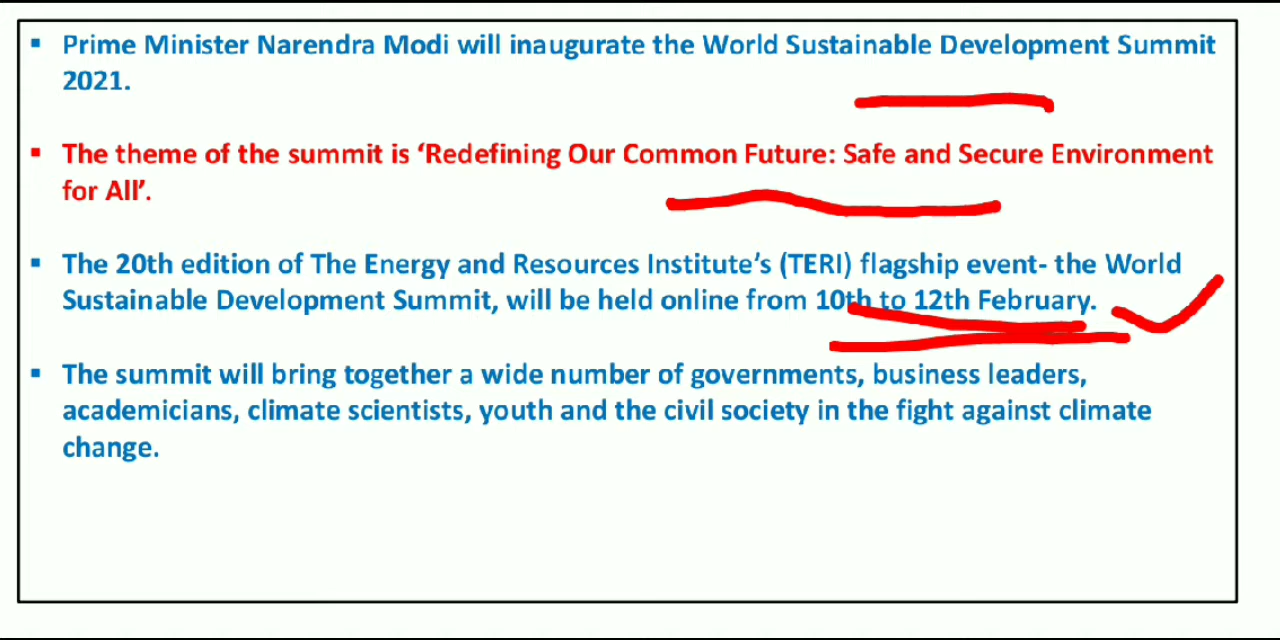 ▪ Prime Minister Narendra Modi will inaugurate the World Sustainable Development Summit
2021.
▪ The theme of the summit is ‘Redefining Our Common Future: Safe and Secure Environment
for All’.
▪ The 20th edition of The Energy and Resources Institute’s (TERI) flagship event- the World
Sustainable Development Summit, will be held online from 10th to 12th February.
▪ The summit will bring together a wide number of governments, business leaders,
academicians, climate scientists, youth and the civil society in the fight against climate
change.